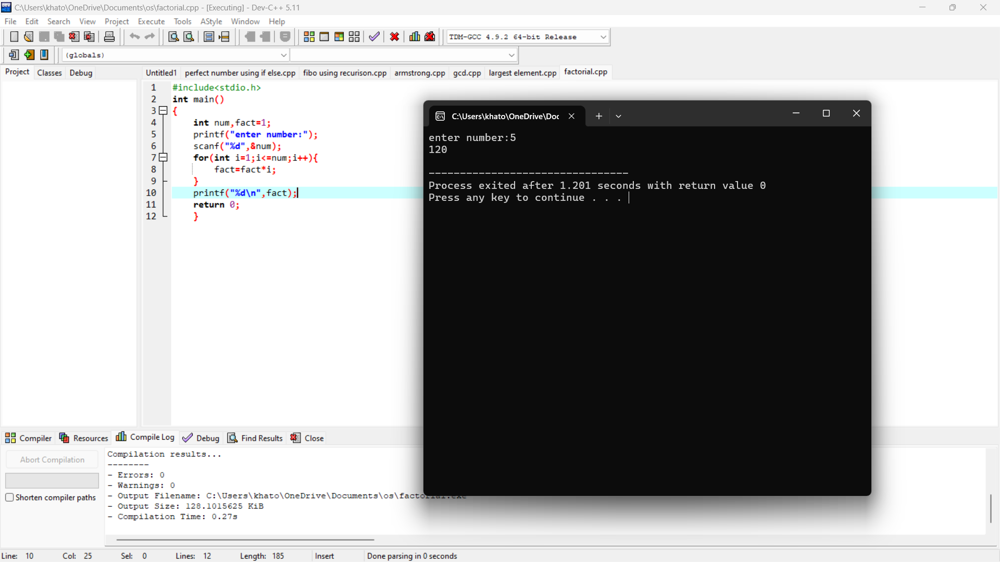 C:\Users\khato\OneDrive\Documents\os\factorial.cpp - [Executing] - Dev-C++ 5.11
File Edit Search View Project Execute Tools AStyle Window Help
TDM-GCC 4.9.2 64-bit Release
(globals)
Project Classes Debug
Untitled1 perfect number using if else.cpp fibo using recurison.cpp armstrong.cpp gcd.cpp largest element.cpp factorial.cpp
1 #include<stdio.h>
2 int main()
3 {
4 int num,fact=1;
5 printf("enter number:");
6 scanf("%d",&num);
7 for(int i=1;i<=num;i++){
8 fact=fact*i;
9 }
10 printf("%d\n",fact);
11 return 0;
12 }
C:\Users\khato\OneDrive\Doc
enter number:5
120
--------------------------------
Process exited after 1.201 seconds with return value 0
Press any key to continue . . .
Compiler Resources Compile Log Debug Find Results Close
Abort Compilation
Shorten compiler paths
Compilation results...
--------
- Errors: 0
- Warnings: 0
- Output Filename: C:\Users\khato\OneDrive\Documents\os\factorial.exe
- Output Size: 128.1015625 KiB
- Compilation Time: 0.27s
Line: 10 Col: 25 Sel: 0 Lines: 12 Length: 185 Insert Done parsing in 0 seconds